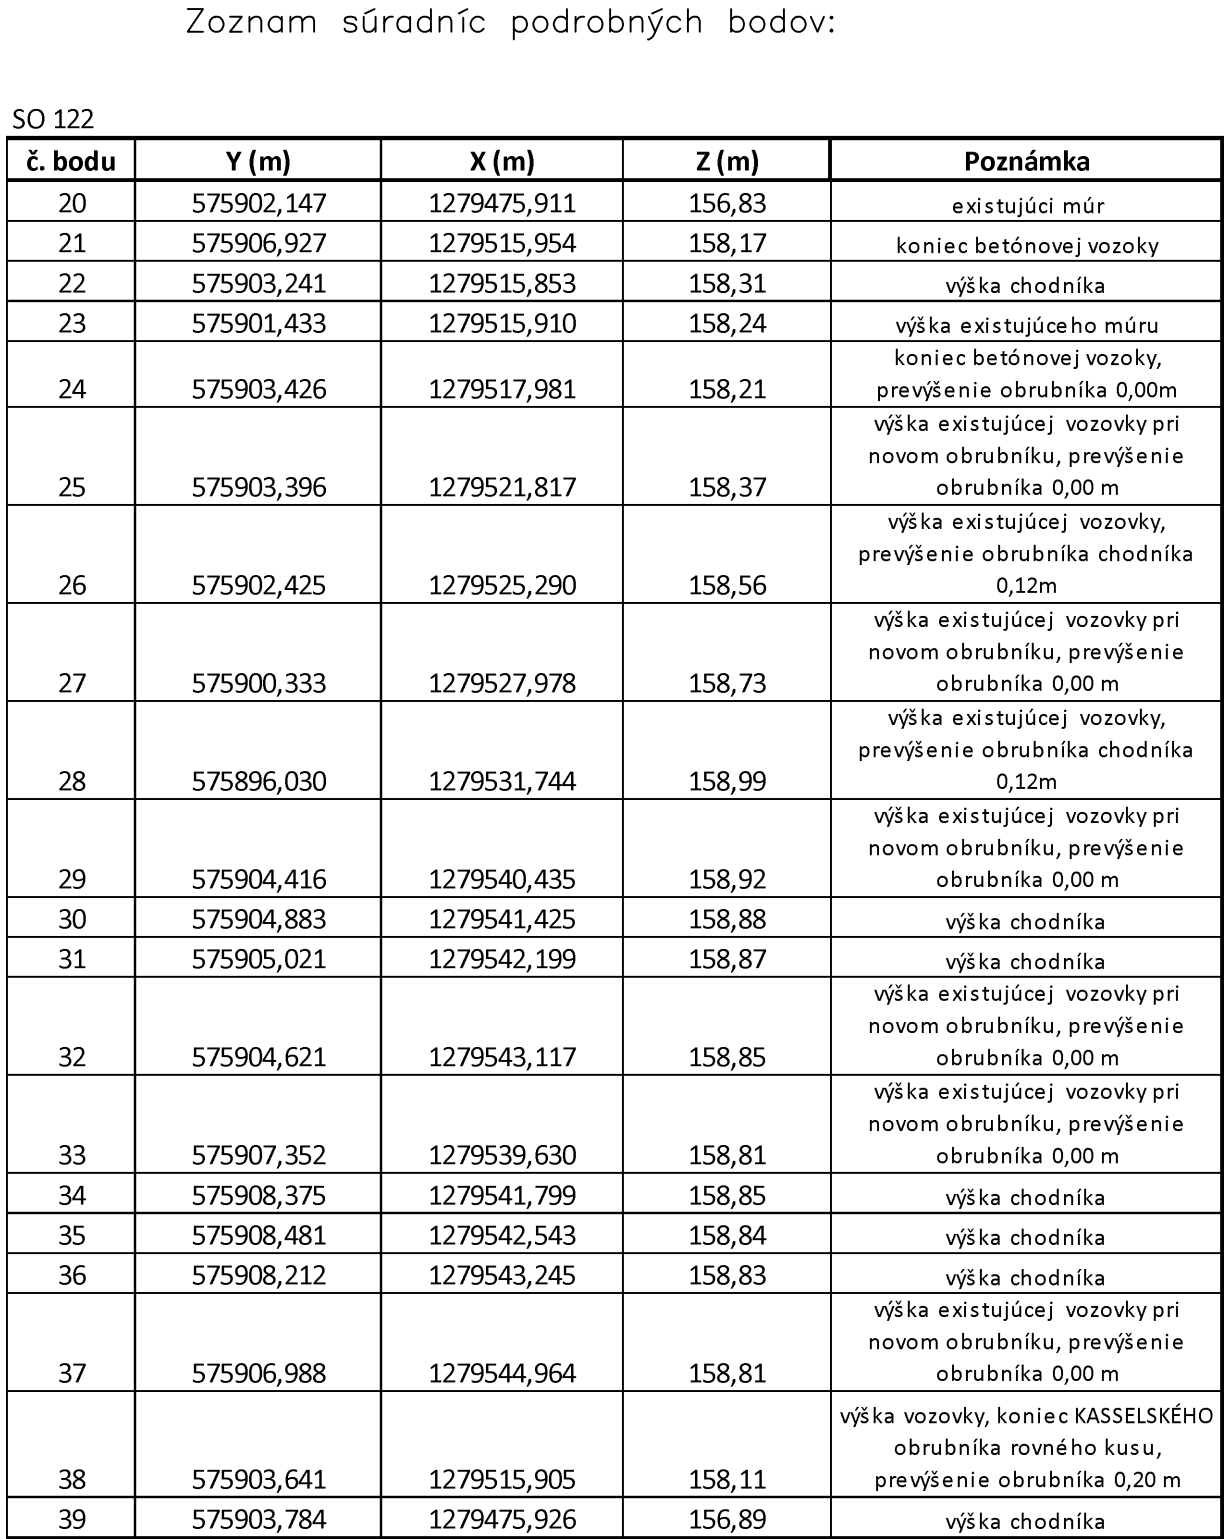 Zoznam súradníc podrobných bodov:
SO 122
č. bodu Y (m) X (m) Z (m) Poznámka
20 575902,147 1279475,911 156,83 existujúci múr
21 575906,927 1279515,954 158,17 koniec betónovej vozoky
22 575903,241 1279515,853 158,31 výška chodníka
23 575901,433 1279515,910 158,24 výška existujúceho múru
koniec betónovej vozoky,
24 575903,426 1279517,981 158,21 prevýšenie obrubníka 0,00m
výška existujúcej vozovky pri
novom obrubníku, prevýšenie
25 575903,396 1279521,817 158,37 obrubníka 0,00 m
výška existujúcej vozovky,
prevýšenie obrubníka chodníka
26 575902,425 1279525,290 158,56 0,12m
výška existujúcej vozovky pri
novom obrubníku, prevýšenie
27 575900,333 1279527,978 158,73 obrubníka 0,00 m
výška existujúcej vozovky,
prevýšenie obrubníka chodníka
28 575896,030 1279531,744 158,99 0,12m
výška existujúcej vozovky pri
novom obrubníku, prevýšenie
29 575904,416 1279540,435 158,92 obrubníka 0,00 m
30 575904,883 1279541,425 158,88 výška chodníka
31 575905,021 1279542,199 158,87 výška chodníka
výška existujúcej vozovky pri
novom obrubníku, prevýšenie
32 575904,621 1279543,117 158,85 obrubníka 0,00 m
výška existujúcej vozovky pri
novom obrubníku, prevýšenie
33 575907,352 1279539,630 158,81 obrubníka 0,00 m
34 575908,375 1279541,799 158,85 výška chodníka
35 575908,481 1279542,543 158,84 výška chodníka
36 575908,212 1279543,245 158,83 výška chodníka
výška existujúcej vozovky pri
novom obrubníku, prevýšenie
37 575906,988 1279544,964 158,81 obrubníka 0,00 m
výška vozovky, koniec KASSELSKÉHO
obrubníka rovného kusu,
38 575903,641 1279515,905 158,11 prevýšenie obrubníka 0,20 m
39 575903,784 1279475,926 156,89 výška chodníka